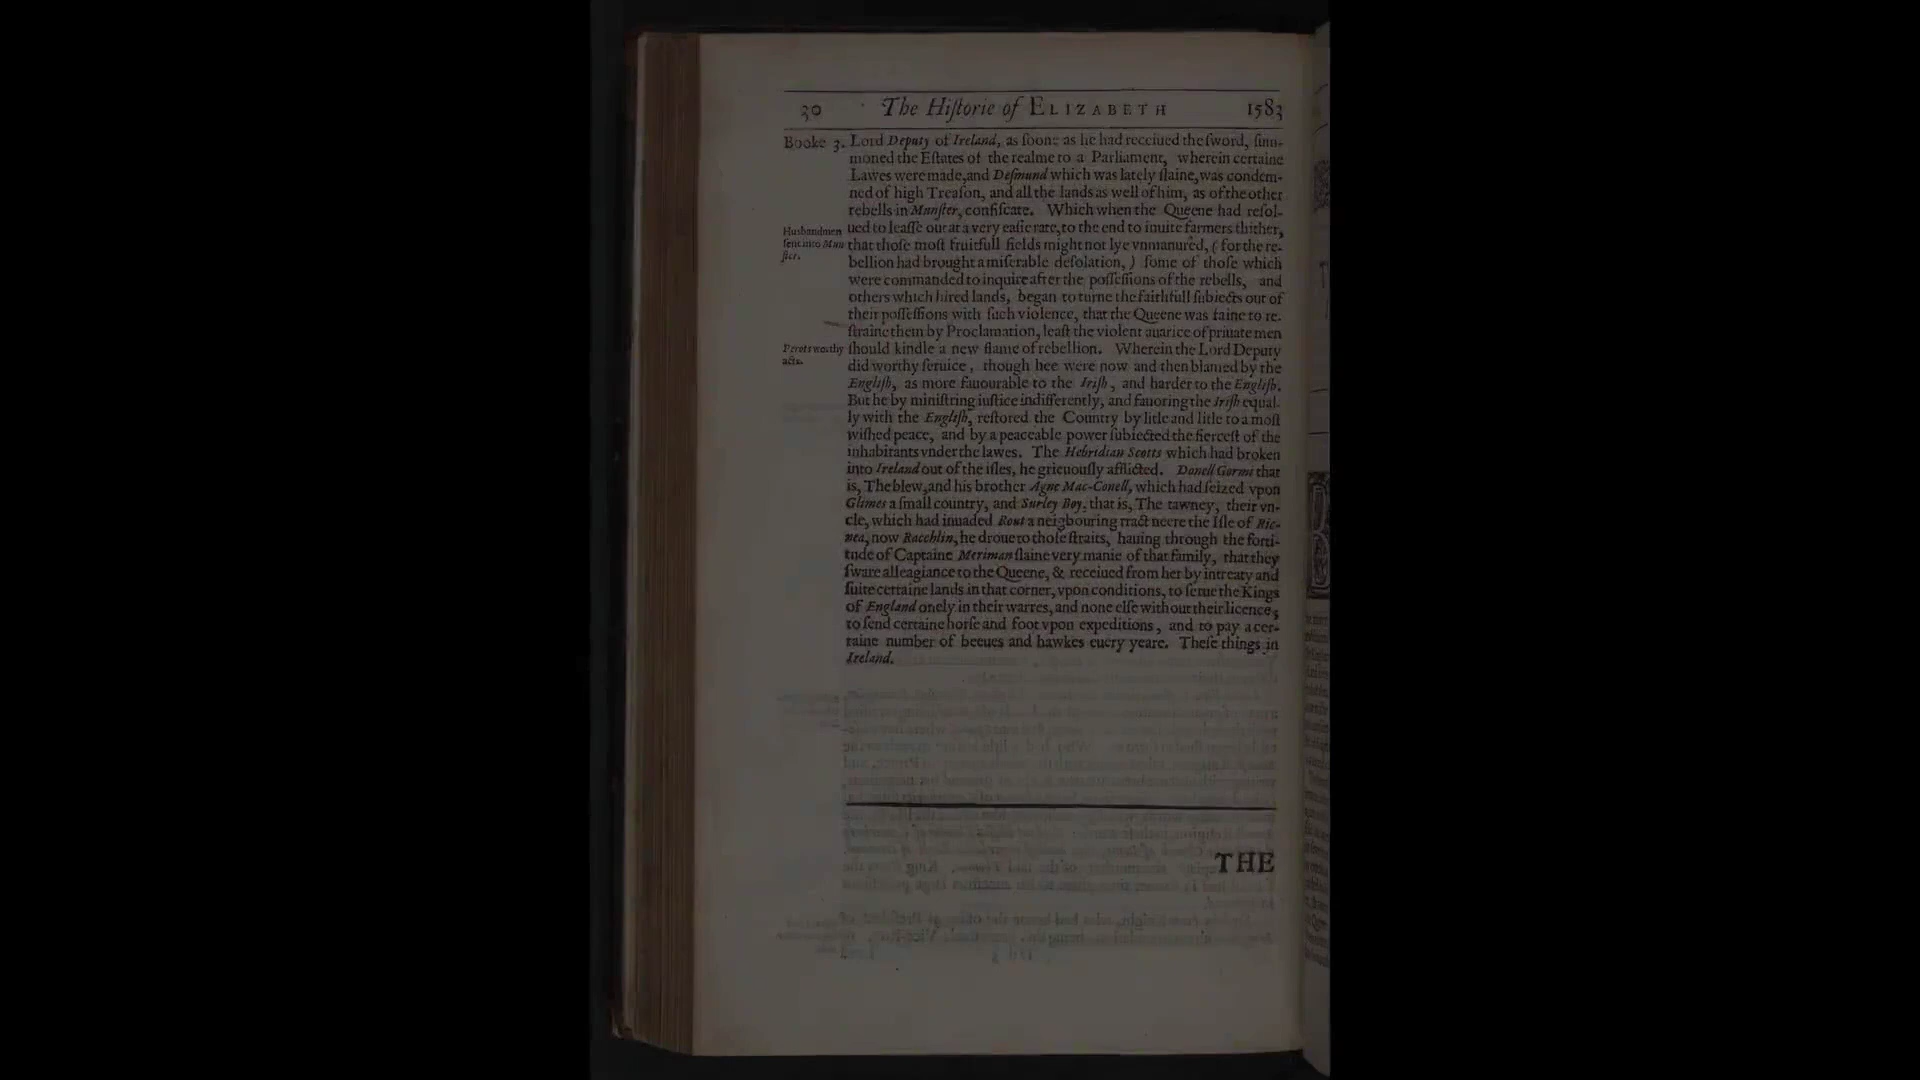 30 The Hiſtorie of ELIZABETH 1583
Booke 3. Lord Deputy of Ireland, as ſoone as he had receiued the ſword, ſum-
moned the Eſtates of the realme to a Parliament, wherein certaine
Lawes were made, and Deſmund which was lately ſlaine, was condem-
ned of high Treaſon, and all the lands as well of him, as of the other
rebells in Munſter, confiſcate. Which when the Queene had reſol-
Husbandmen ued to leaſſe out at a very eaſie rate, to the end to inuite farmers thither,
ſent into Mun that thoſe moſt fruitfull fields might not lye vnmanured, ( for the re-
ſter. bellion had brought a miſerable deſolation, ) ſome of thoſe which
were commanded to inquire after the poſſeſſions of the rebells, and
others which hired lands, began to turne the faithfull ſubiects out of
their poſſeſſions with ſuch violence, that the Queene was faine to re-
ſtraine them by Proclamation, leaſt the violent auarice of priuate men
Perots worthy ſhould kindle a new flame of rebellion. Wherein the Lord Deputy
acts. did worthy ſeruice, though hee were now and then blamed by the
Engliſh, as more fauourable to the Iriſh, and harder to the Engliſh.
But he by miniſtring iuſtice indifferently, and fauoring the Iriſh equal-
ly with the Engliſh, reſtored the Country by litle and litle to a moſt
wiſhed peace, and by a peaceable power ſubiected the fierceſt of the
inhabitants vnder the lawes. The Hebridian Scotts which had broken
into Ireland out of the iſles, he grieuouſly afflicted. Donell Gormi that
is, The blew, and his brother Agne Mac-Conell, which had ſeized vpon
Glimes a ſmall country, and Surley Boy, that is, The tawney, their vn-
cle, which had inuaded Rout a neigbouring tract neere the Iſle of Ric-
nea, now Racchlin, he droue to thoſe ſtraits, hauing through the forti-
tude of Captaine Meriman ſlaine very manie of that family, that they
ſware alleagiance to the Queene, & receiued from her by intreaty and
ſuite certaine lands in that corner, vpon conditions, to ſerue the Kings
of England onely in their warres, and none elſe without their licence,
to ſend certaine horſe and foot vpon expeditions, and to pay a cer-
taine number of beeues and hawkes euery yeare. Theſe things in
Ireland.
THE